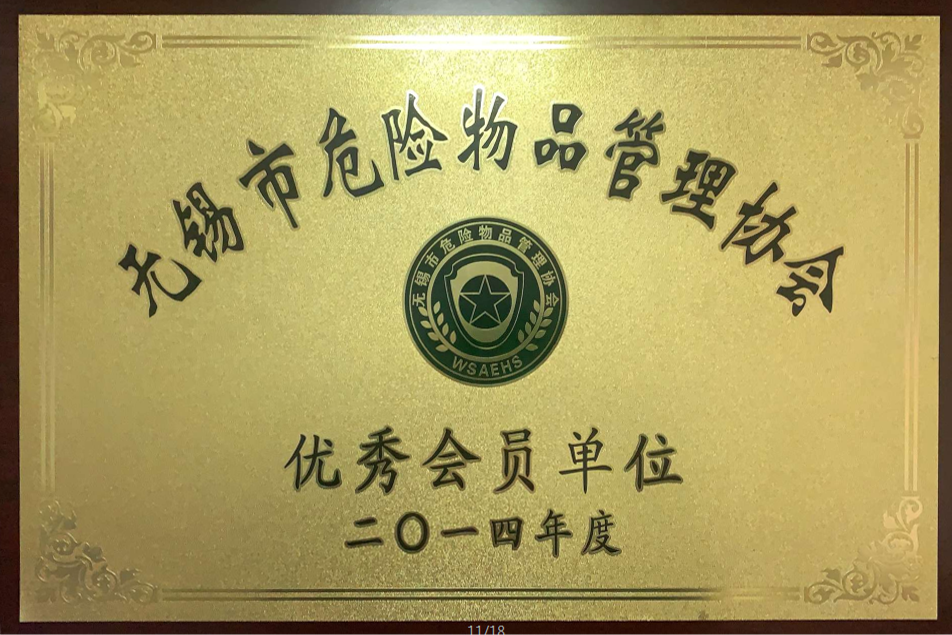 无锡市危险物品管理协会
无锡市危险物品管理协会
WSAEHS
优秀会员单位
二〇一四年度
11/18